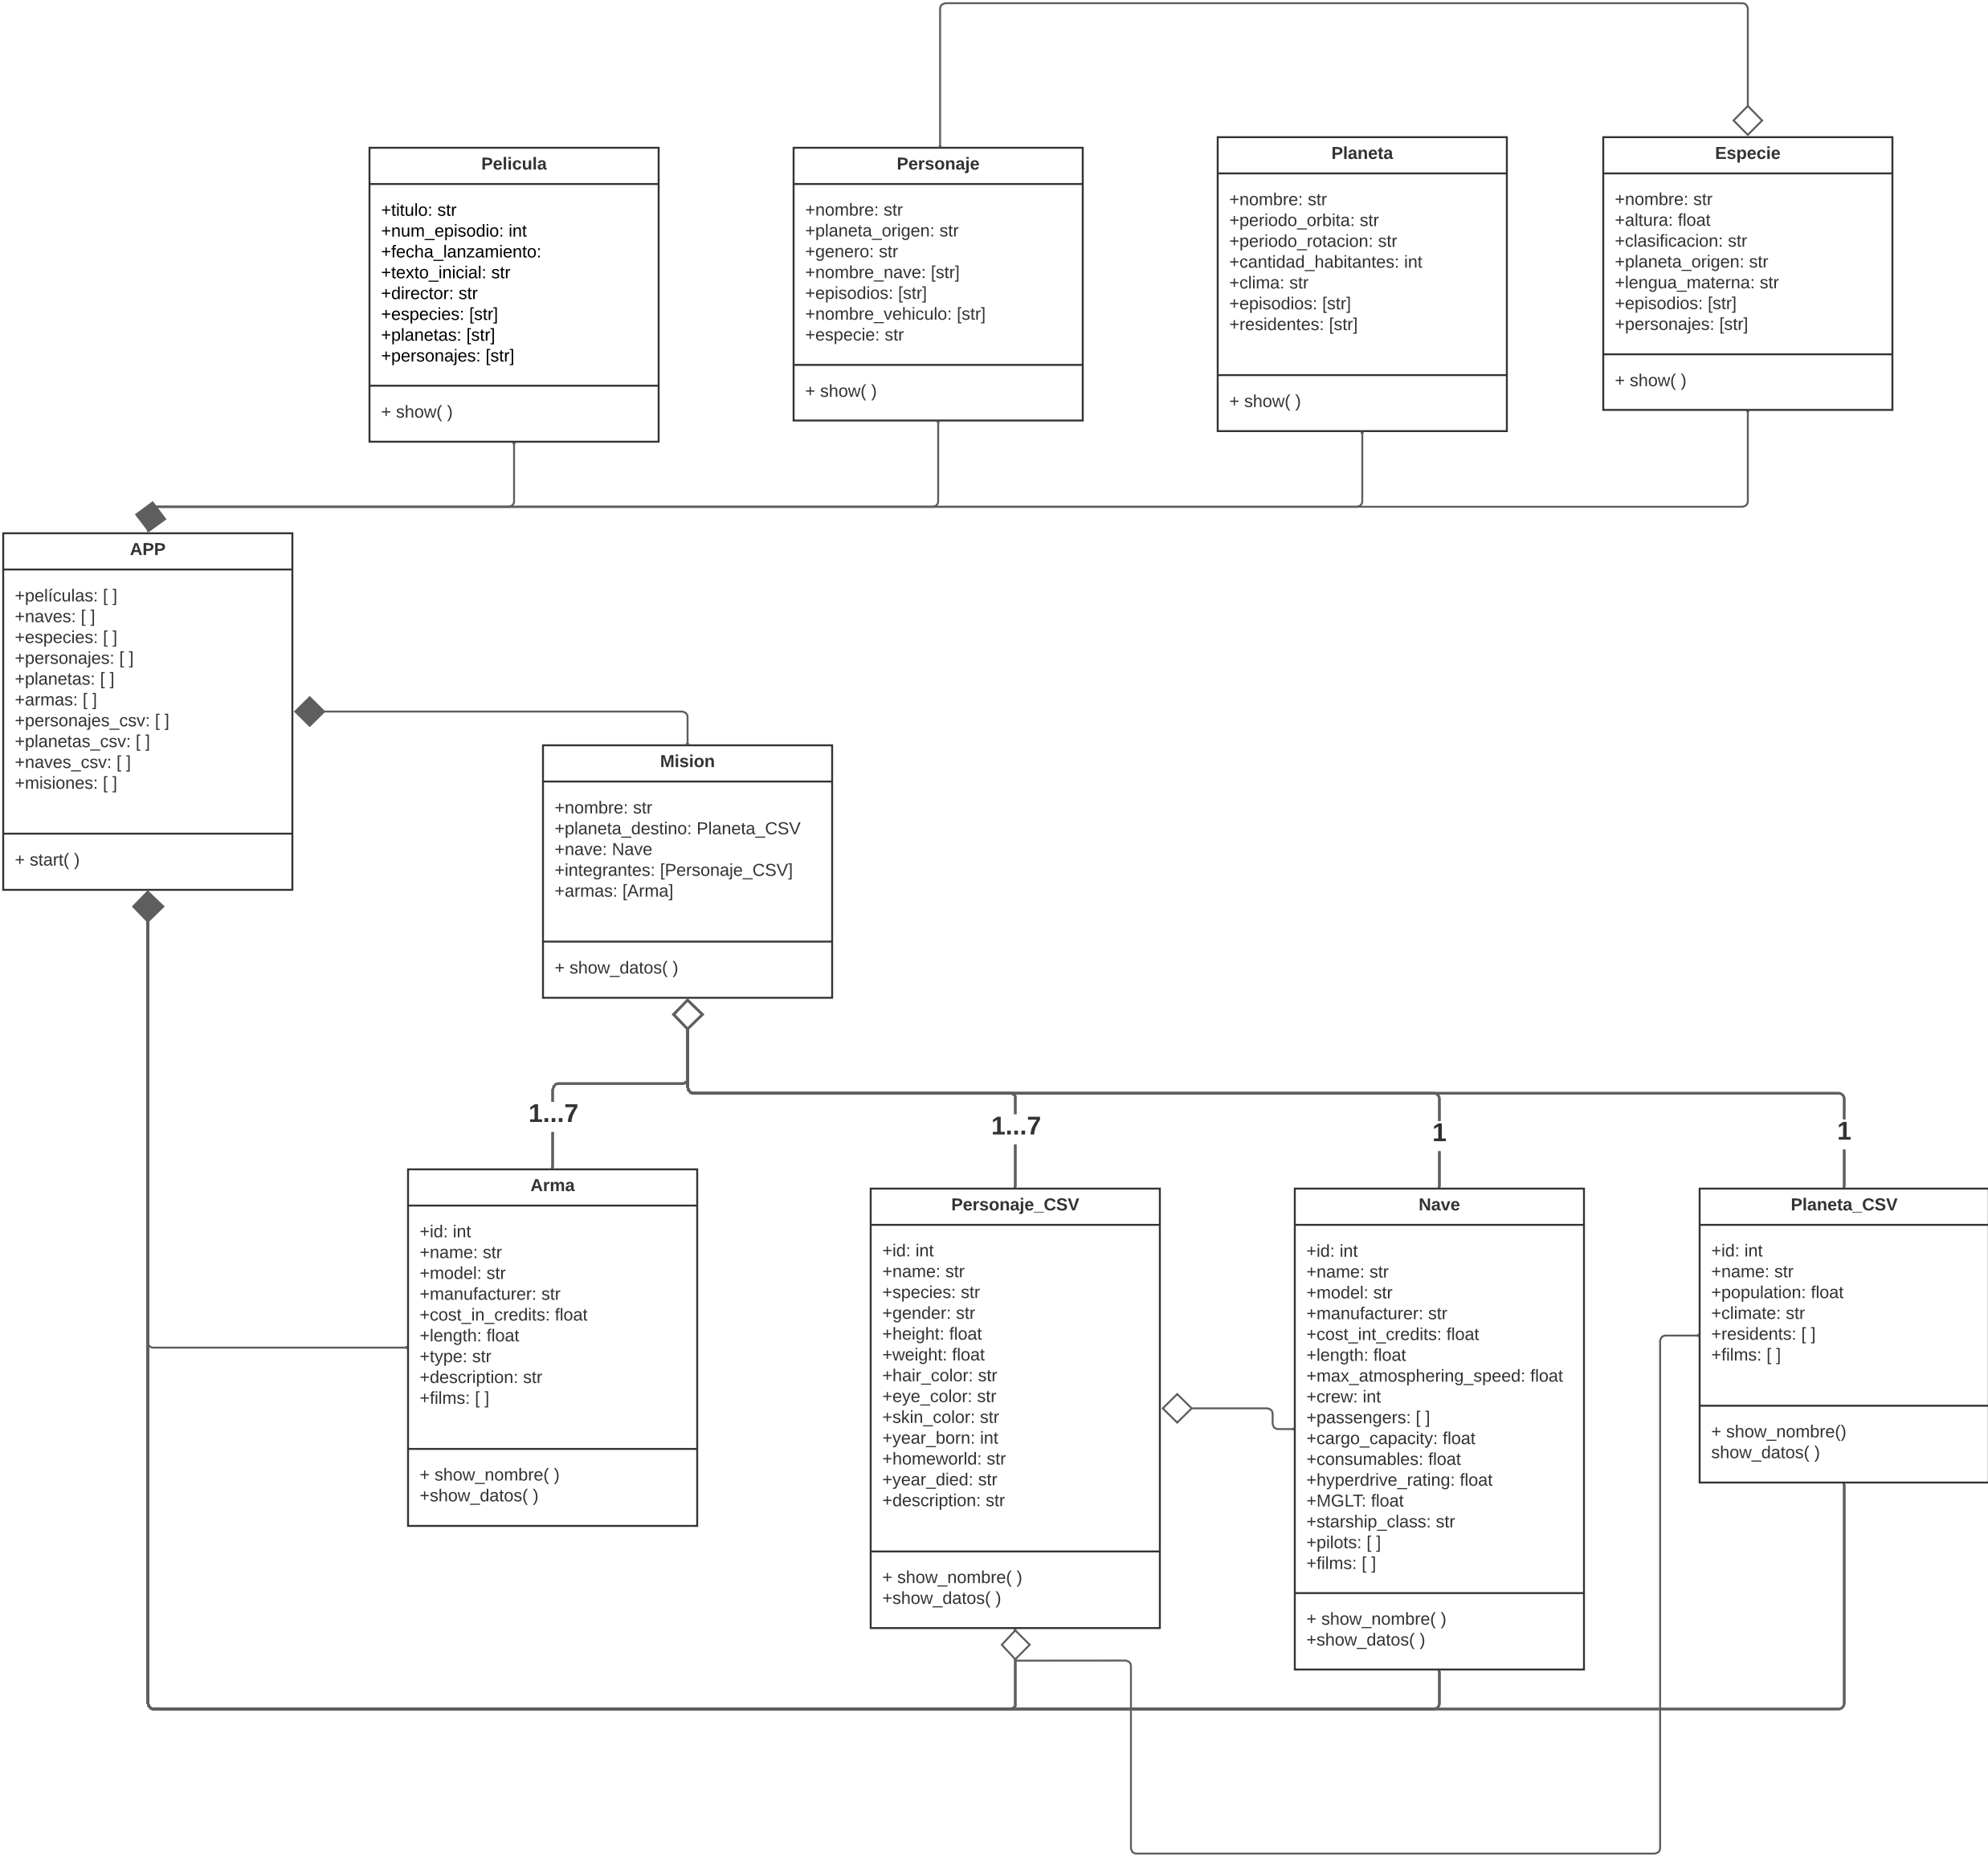 Pelicula
+titulo: str
+num_episodio: int
+fecha_lanzamiento:
+texto_inicial: str
+director: str
+especies: [str]
+planetas: [str]
+personajes: [str]
+ show( )
Personaje
+nombre: str
+planeta_origen: str
+genero: str
+nombre_nave: [str]
+episodios: [str]
+nombre_vehiculo: [str]
+especie: str
+ show( )
Planeta
+nombre: str
+periodo_orbita: str
+periodo_rotacion: str
+cantidad_habitantes: int
+clima: str
+episodios: [str]
+residentes: [str]
+ show( )
Especie
+nombre: str
+altura: float
+clasificacion: str
+planeta_origen: str
+lengua_materna: str
+episodios: [str]
+personajes: [str]
+ show( )
APP
+películas: [ ]
+naves: [ ]
+especies: [ ]
+personajes: [ ]
+planetas: [ ]
+armas: [ ]
+personajes_csv: [ ]
+planetas_csv: [ ]
+naves_csv: [ ]
+misiones: [ ]
+ start( )
Mision
+nombre: str
+planeta_destino: Planeta_CSV
+nave: Nave
+integrantes: [Personaje_CSV]
+armas: [Arma]
+ show_datos( )
1...7
1...7
1
1
Arma
+id: int
+name: str
+model: str
+manufacturer: str
+cost_in_credits: float
+length: float
+type: str
+description: str
+films: [ ]
+ show_nombre( )
+show_datos( )
Personaje_CSV
+id: int
+name: str
+species: str
+gender: str
+height: float
+weight: float
+hair_color: str
+eye_color: str
+skin_color: str
+year_born: int
+homeworld: str
+year_died: str
+description: str
+ show_nombre( )
+show_datos( )
Nave
+id: int
+name: str
+model: str
+manufacturer: str
+cost_int_credits: float
+length: float
+max_atmosphering_speed: float
+crew: int
+passengers: [ ]
+cargo_capacity: float
+consumables: float
+hyperdrive_rating: float
+MGLT: float
+starship_class: str
+pilots: [ ]
+films: [ ]
+ show_nombre( )
+show_datos( )
Planeta_CSV
+id: int
+name: str
+population: float
+climate: str
+residents: [ ]
+films: [ ]
+ show_nombre()
show_datos( )